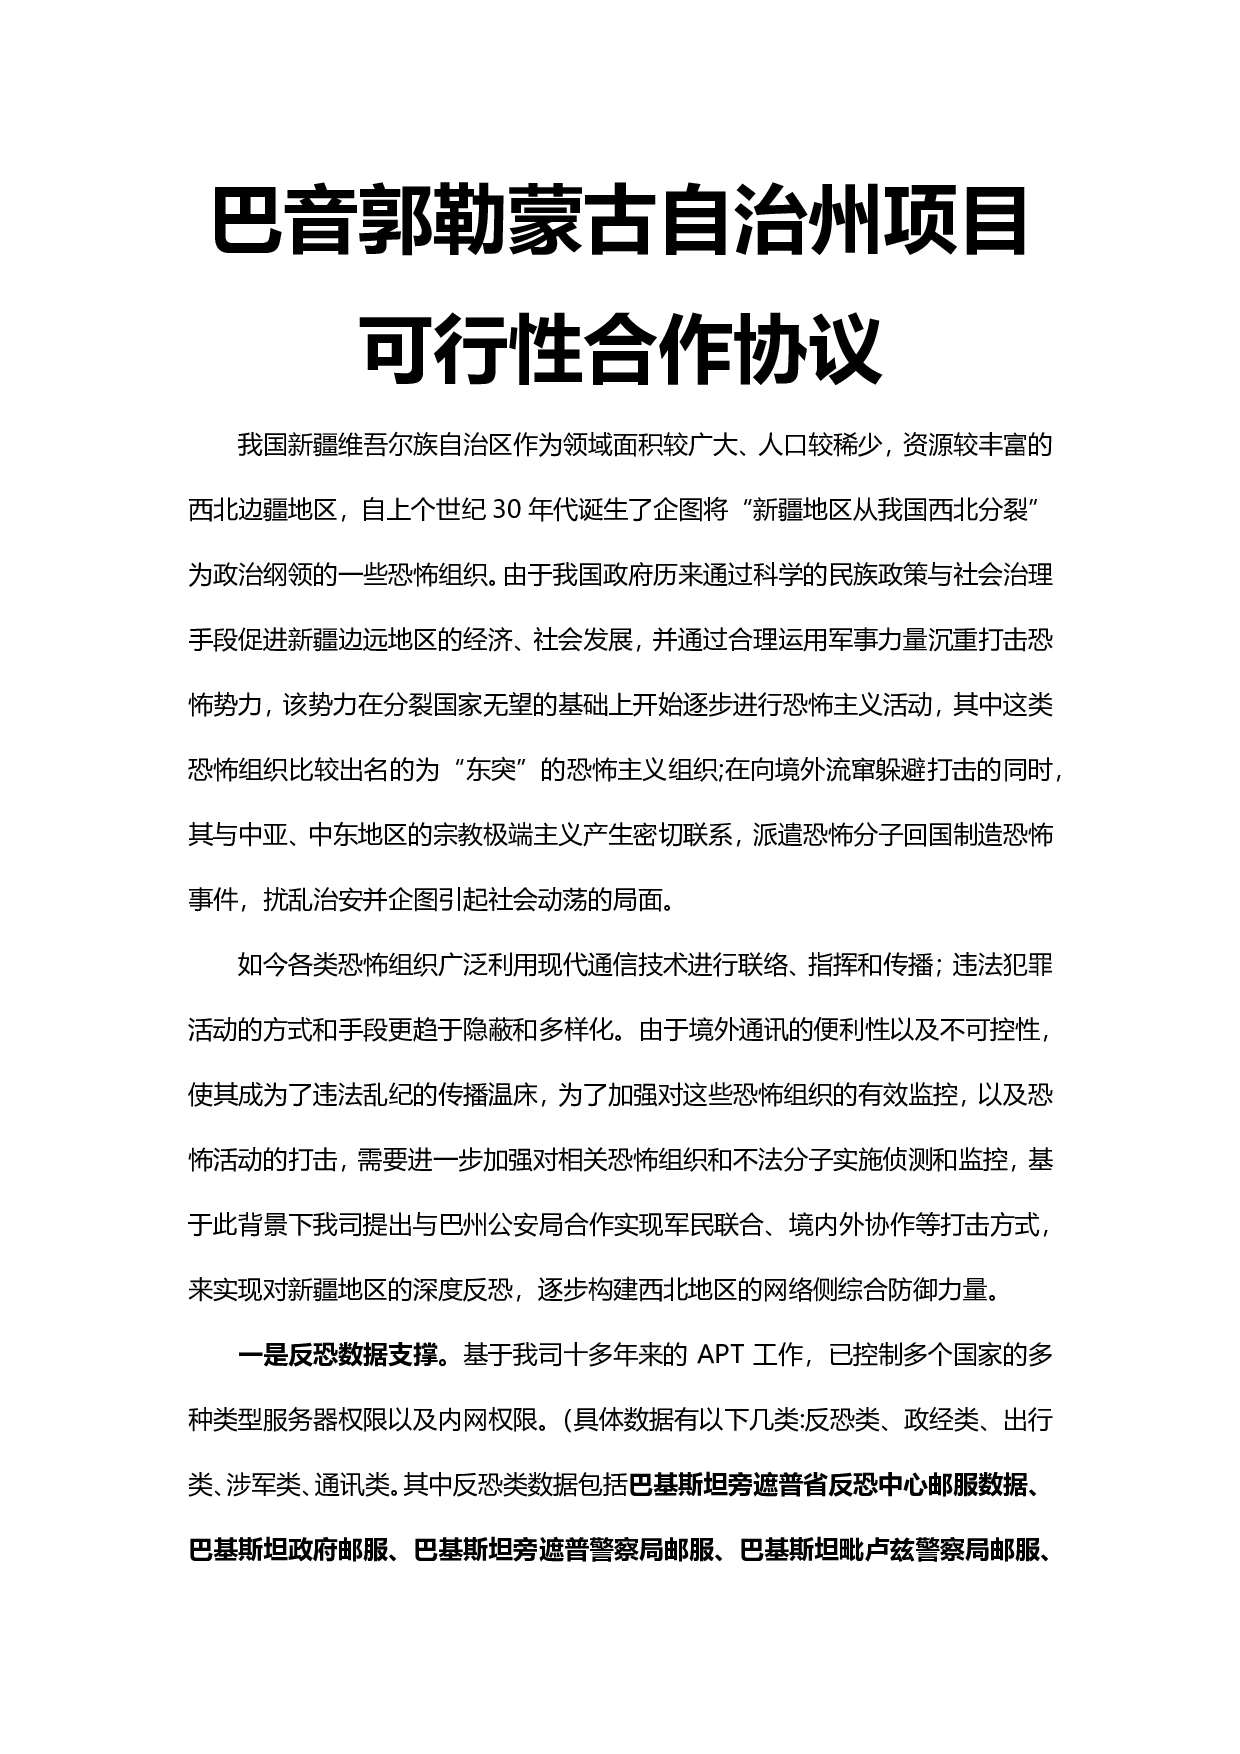 巴音郭勒蒙古自治州项目
可行性合作协议
我国新疆维吾尔族自治区作为领域面积较广大、人口较稀少，资源较丰富的
西北边疆地区，自上个世纪 30 年代诞生了企图将“新疆地区从我国西北分裂”
为政治纲领的一些恐怖组织。由于我国政府历来通过科学的民族政策与社会治理
手段促进新疆边远地区的经济、社会发展，并通过合理运用军事力量沉重打击恐
怖势力，该势力在分裂国家无望的基础上开始逐步进行恐怖主义活动，其中这类
恐怖组织比较出名的为“东突”的恐怖主义组织;在向境外流窜躲避打击的同时，
其与中亚、中东地区的宗教极端主义产生密切联系，派遣恐怖分子回国制造恐怖
事件，扰乱治安并企图引起社会动荡的局面。
如今各类恐怖组织广泛利用现代通信技术进行联络、指挥和传播；违法犯罪
活动的方式和手段更趋于隐蔽和多样化。由于境外通讯的便利性以及不可控性，
使其成为了违法乱纪的传播温床，为了加强对这些恐怖组织的有效监控，以及恐
怖活动的打击，需要进一步加强对相关恐怖组织和不法分子实施侦测和监控，基
于此背景下我司提出与巴州公安局合作实现军民联合、境内外协作等打击方式，
来实现对新疆地区的深度反恐，逐步构建西北地区的网络侧综合防御力量。
一是反恐数据支撑。基于我司十多年来的 APT 工作，已控制多个国家的多
种类型服务器权限以及内网权限。（具体数据有以下几类:反恐类、政经类、出行
类、涉军类、通讯类。其中反恐类数据包括巴基斯坦旁遮普省反恐中心邮服数据、
巴基斯坦政府邮服、巴基斯坦旁遮普警察局邮服、巴基斯坦毗卢兹警察局邮服、